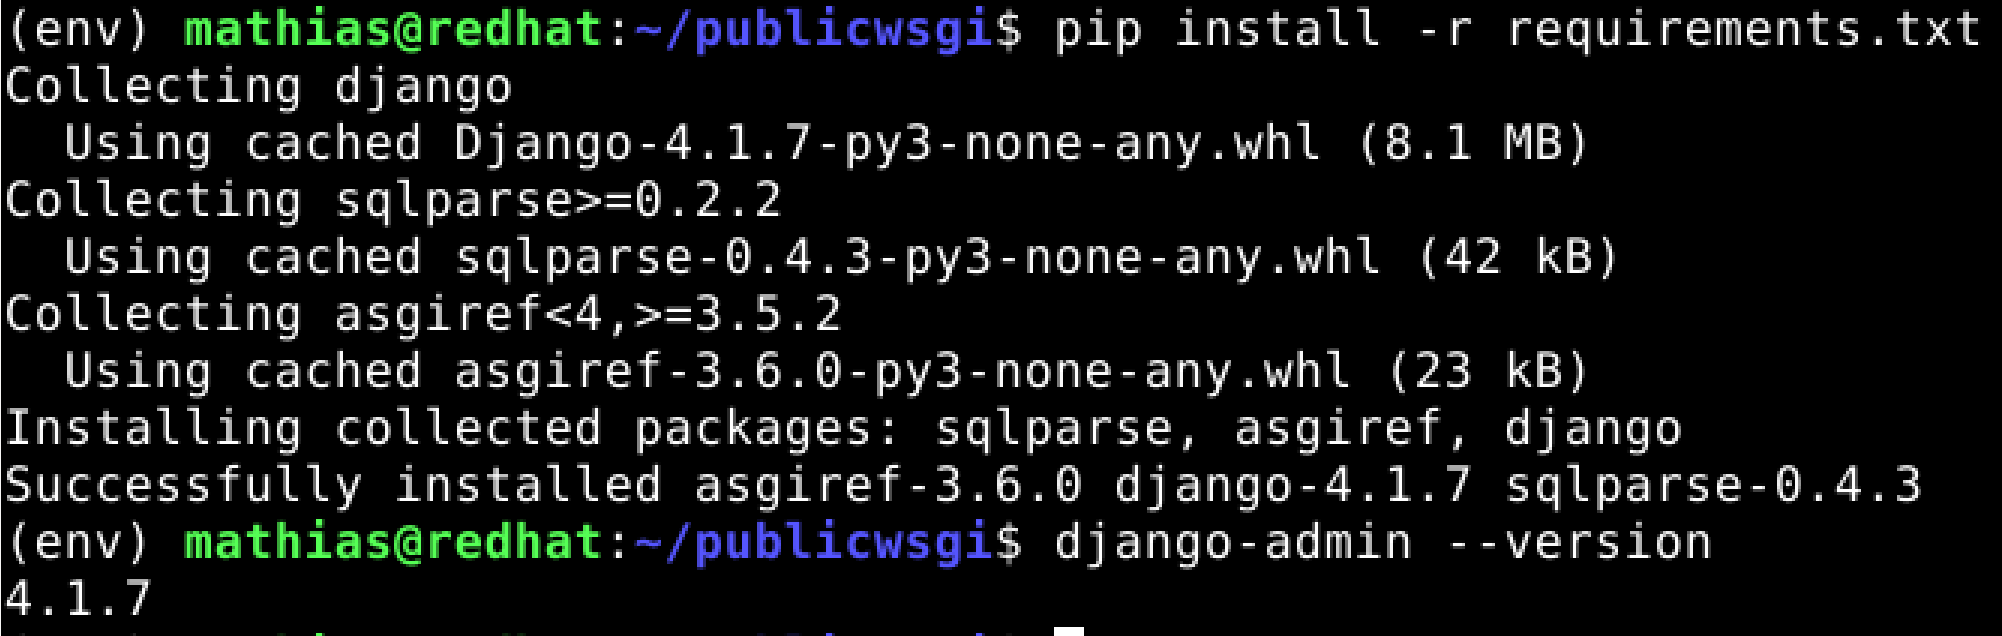 (env) mathias@redhat:~/publicwsgi$ pip install -r requirements.txt
Collecting django
  Using cached Django-4.1.7-py3-none-any.whl (8.1 MB)
Collecting sqlparse>=0.2.2
  Using cached sqlparse-0.4.3-py3-none-any.whl (42 kB)
Collecting asgiref<4,>=3.5.2
  Using cached asgiref-3.6.0-py3-none-any.whl (23 kB)
Installing collected packages: sqlparse, asgiref, django
Successfully installed asgiref-3.6.0 django-4.1.7 sqlparse-0.4.3
(env) mathias@redhat:~/publicwsgi$ django-admin --version
4.1.7